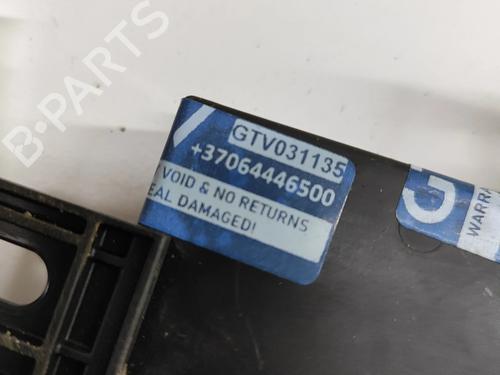 B-PARTS
GTV031135
+37064446500
VOID & NO RETURNS
EAL DAMAGED!
G
WARRA